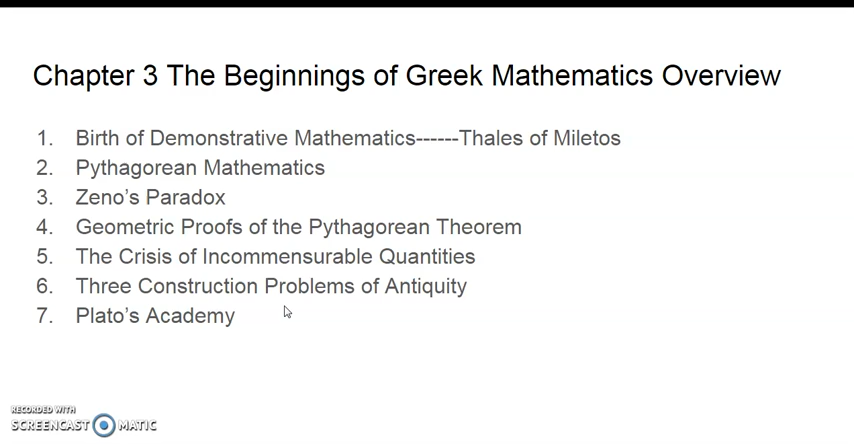 Chapter 3 The Beginnings of Greek Mathematics Overview
1. Birth of Demonstrative Mathematics------Thales of Miletos
2. Pythagorean Mathematics
3. Zeno's Paradox
4. Geometric Proofs of the Pythagorean Theorem
5. The Crisis of Incommensurable Quantities
6. Three Construction Problems of Antiquity
7. Plato's Academy
RECORDED WITH
SCREENCAST MATIC